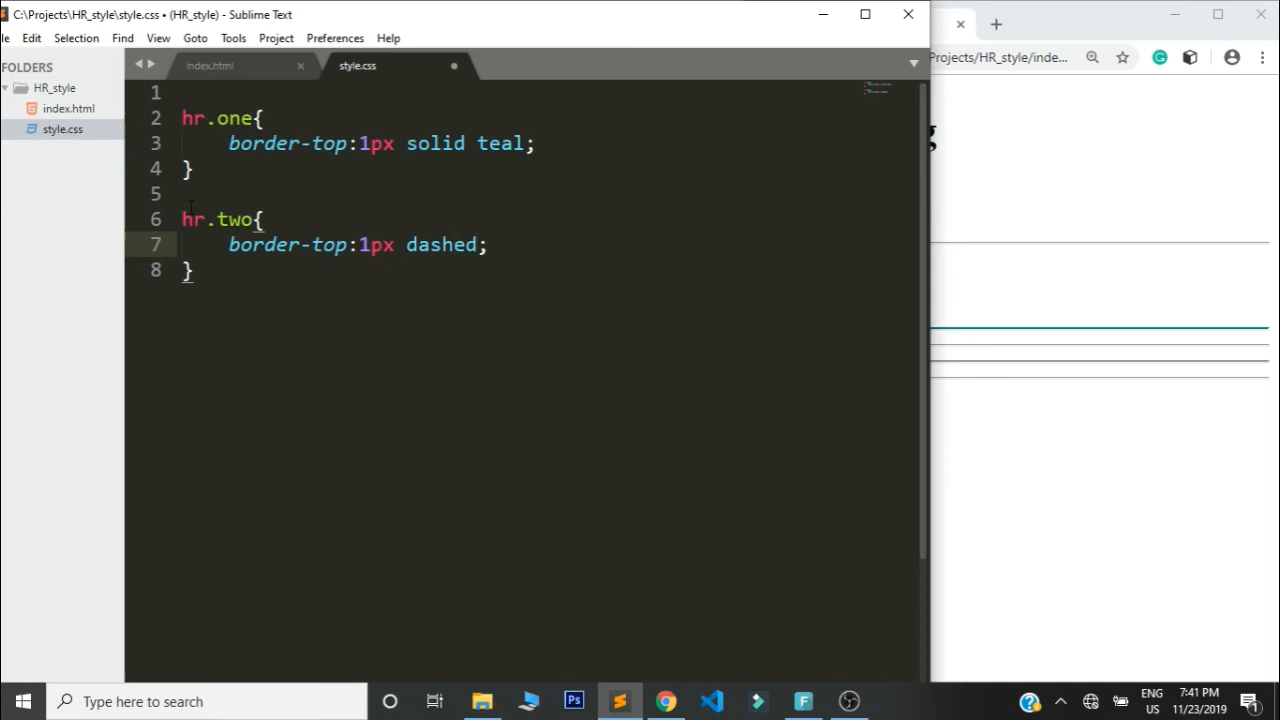 C:\Projects\HR_style\style.css • (HR_style) - Sublime Text
le Edit Selection Find View Goto Tools Project Preferences Help
Projects/HR_style/inde...
FOLDERS
HR_style
index.html
style.css
index.html
style.css
1
2 hr.one{
3 border-top:1px solid teal;
4 }
5
6 hr.two{
7 border-top:1px dashed;
8 }
g
Type here to search
Ps
F
ENG
US
7:41 PM
11/23/2019
1